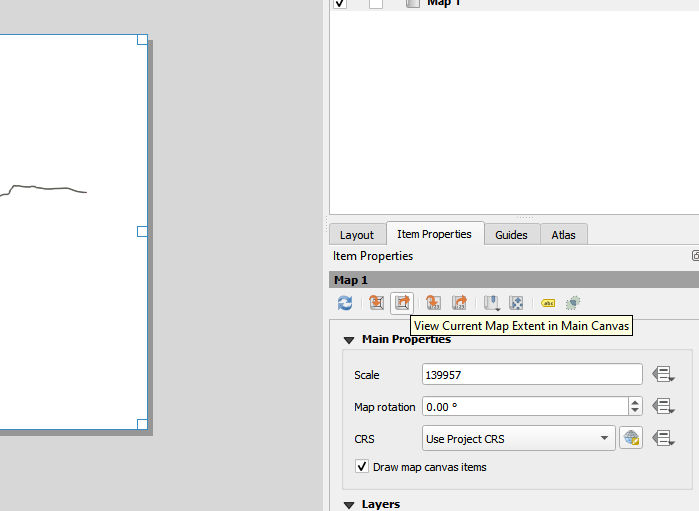 Map 1
Layout
Item Properties
Guides
Atlas
Item Properties
Map 1
abc
View Current Map Extent in Main Canvas
Main Properties
Scale
139957
Map rotation
0.00 °
CRS
Use Project CRS
Draw map canvas items
Layers